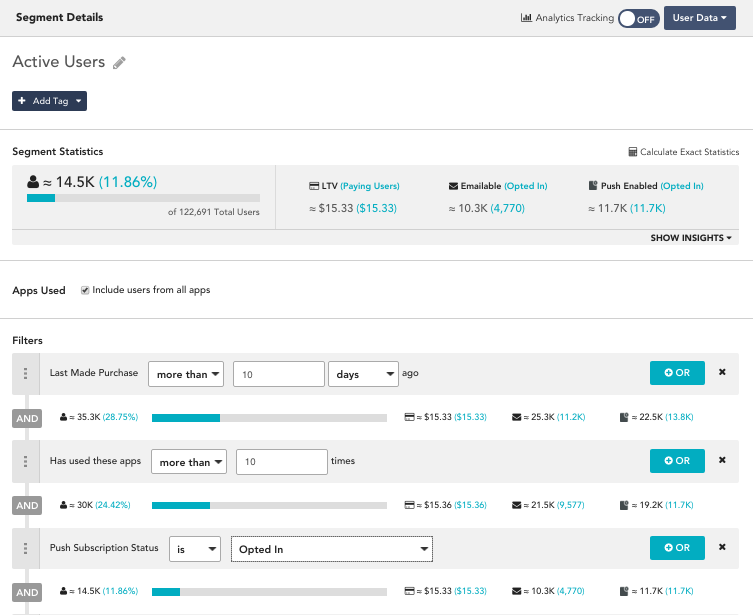 Segment Details
Analytics Tracking OFF User Data
Active Users
+ Add Tag
Segment Statistics
Calculate Exact Statistics
≈ 14.5K (11.86%)
of 122,691 Total Users
LTV (Paying Users)
≈ $15.33 ($15.33)
Emailable (Opted In)
≈ 10.3K (4,770)
Push Enabled (Opted In)
≈ 11.7K (11.7K)
SHOW INSIGHTS
Apps Used Include users from all apps
Filters
Last Made Purchase more than 10 days ago OR
AND ≈ 35.3K (28.75%) ≈ $15.33 ($15.33) ≈ 25.3K (11.2K) ≈ 22.5K (13.8K)
Has used these apps more than 10 times OR
AND ≈ 30K (24.42%) ≈ $15.36 ($15.36) ≈ 21.5K (9,577) ≈ 19.2K (11.7K)
Push Subscription Status is Opted In OR
AND ≈ 14.5K (11.86%) ≈ $15.33 ($15.33) ≈ 10.3K (4,770) ≈ 11.7K (11.7K)